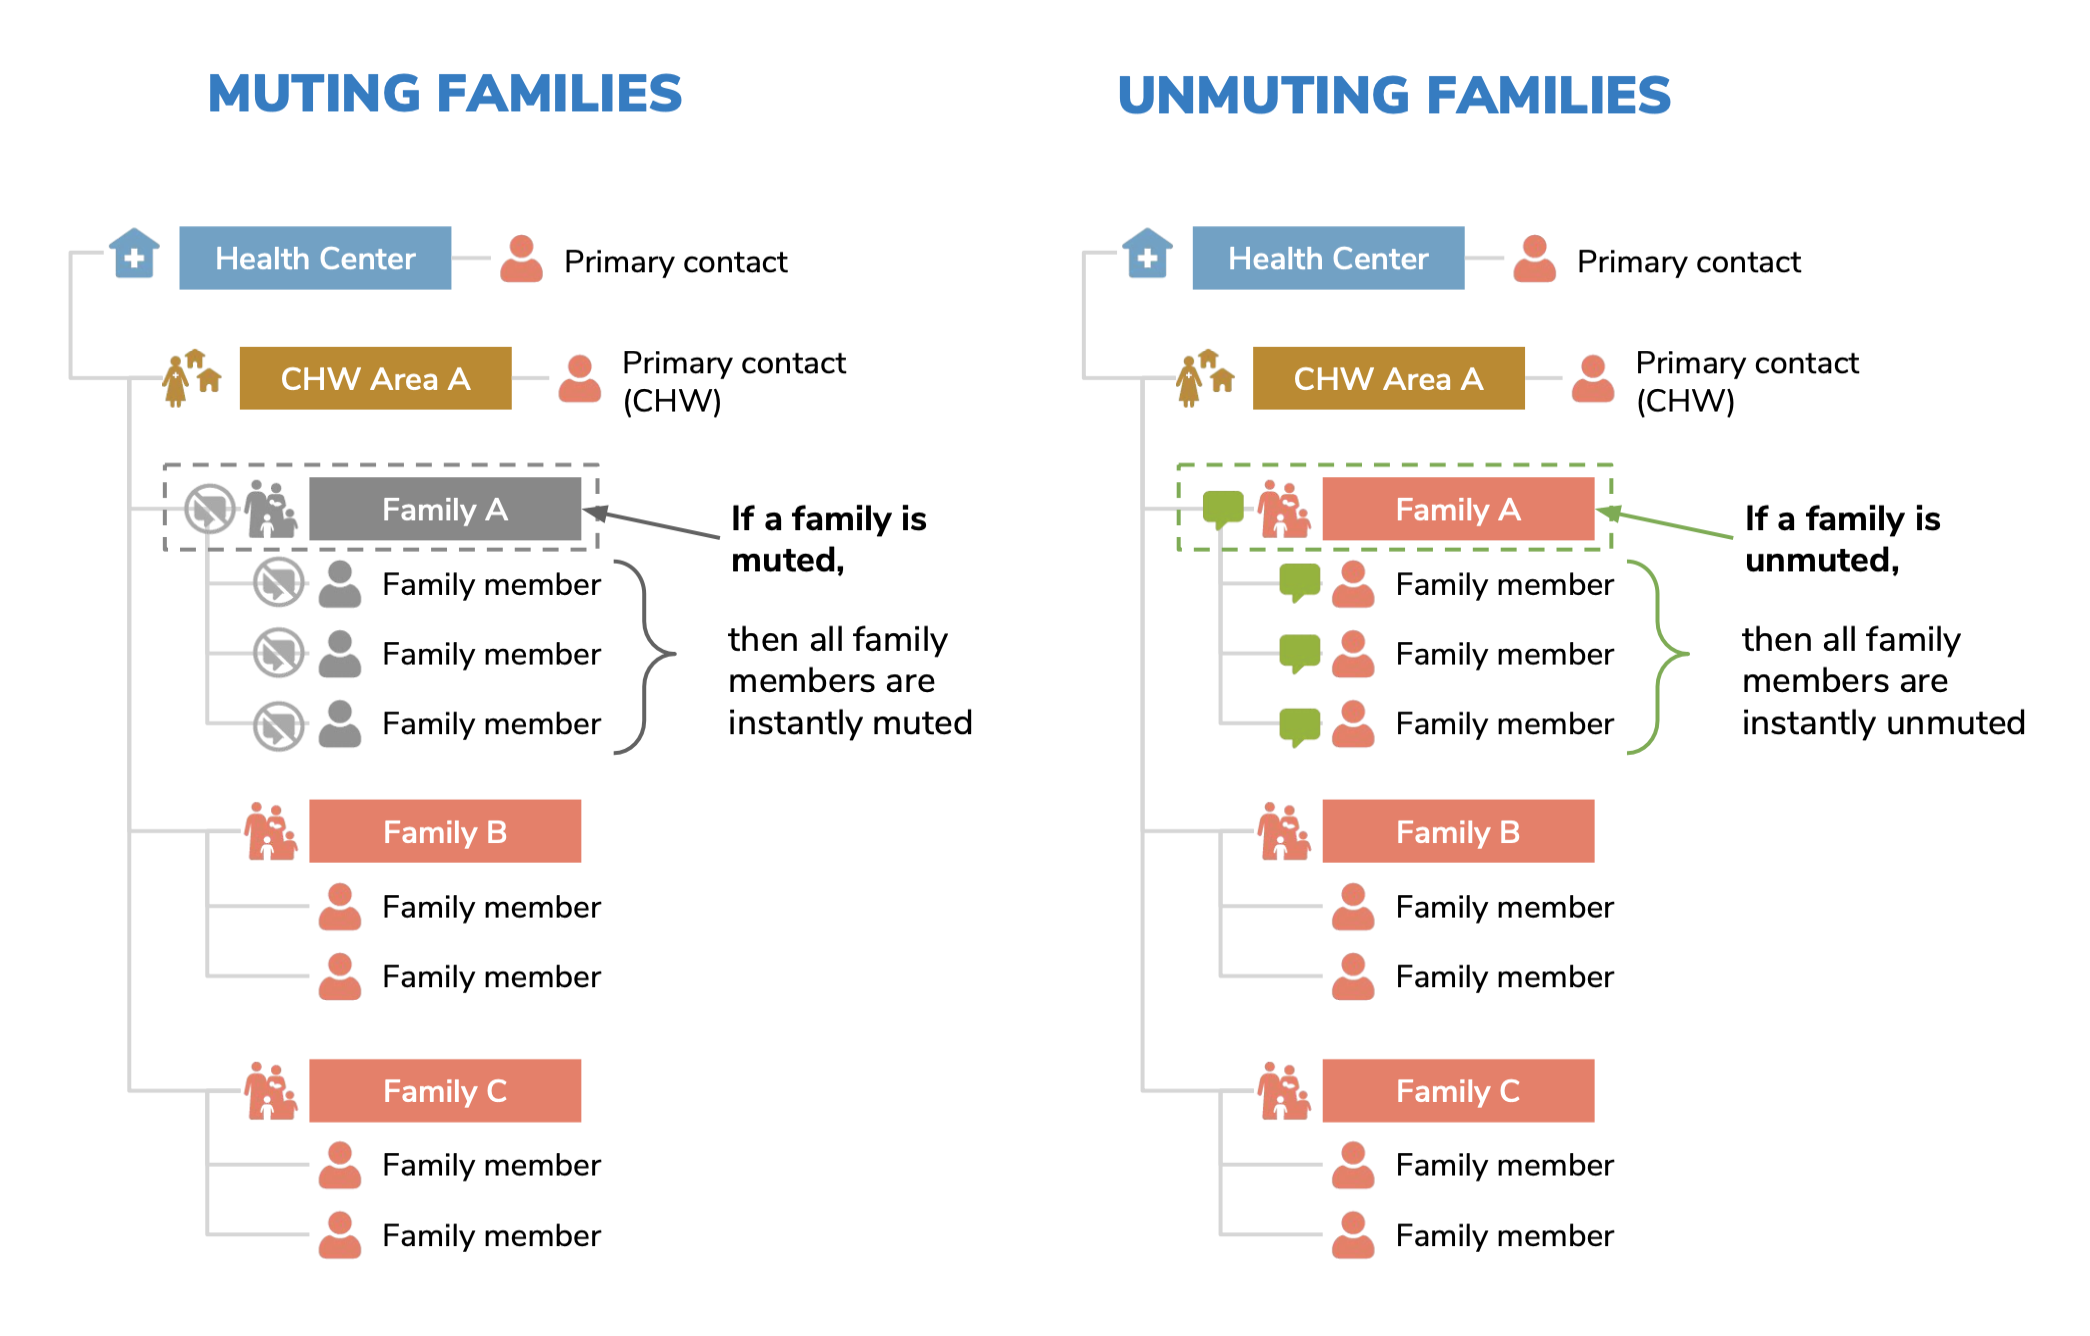 MUTING FAMILIES
Health Center
Primary contact
CHW Area A
Primary contact
(CHW)
Family A
If a family is
muted,
Family member
Family member
Family member
then all family
members are
instantly muted
Family B
Family member
Family member
Family C
Family member
Family member
UNMUTING FAMILIES
Health Center
Primary contact
CHW Area A
Primary contact
(CHW)
Family A
If a family is
unmuted,
Family member
Family member
Family member
then all family
members are
instantly unmuted
Family B
Family member
Family member
Family C
Family member
Family member